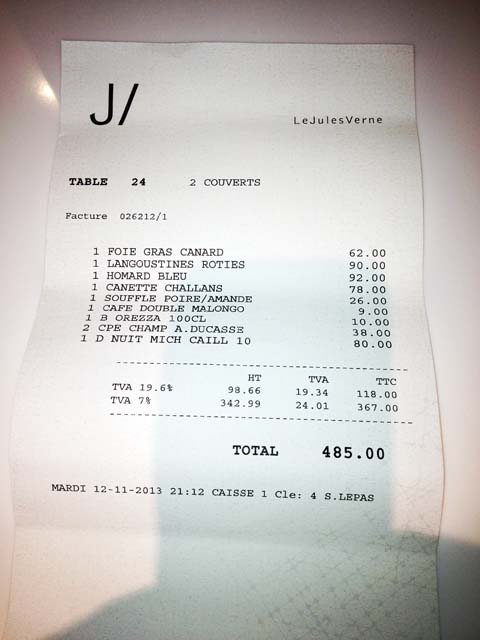 J/
LeJulesVerne
TABLE 24 2 COUVERTS
Facture 026212/1
1 FOIE GRAS CANARD 62.00
1 LANGOUSTINES ROTIES 90.00
1 HOMARD BLEU 92.00
1 CANETTE CHALLANS 78.00
1 SOUFFLE POIRE/AMANDE 26.00
1 CAFE DOUBLE MALONGO 9.00
1 B OREZZA 100CL 10.00
2 CPE CHAMP A.DUCASSE 38.00
1 D NUIT MICH CAILL 10 80.00
HT TVA TTC
TVA 19.6% 98.66 19.34 118.00
TVA 7% 342.99 24.01 367.00
TOTAL 485.00
MARDI 12-11-2013 21:12 CAISSE 1 Cle: 4 S.LEPAS